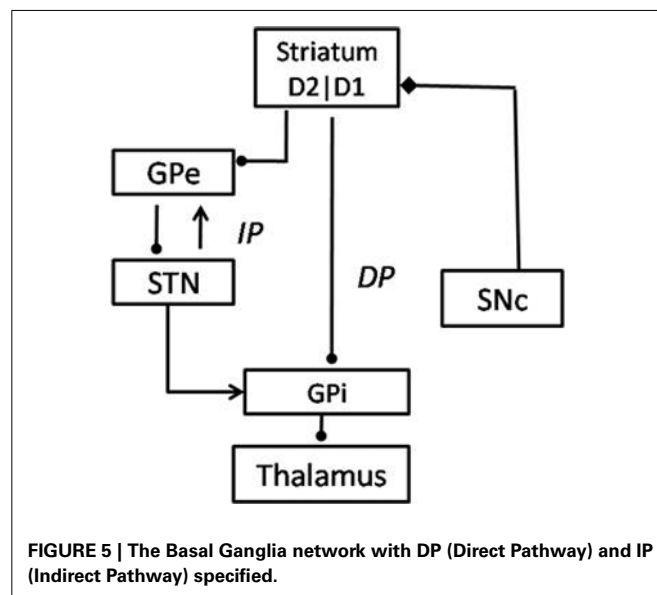 Striatum
D2|D1
GPe
IP
STN
DP
SNc
GPi
Thalamus
FIGURE 5 | The Basal Ganglia network with DP (Direct Pathway) and IP
(Indirect Pathway) specified.